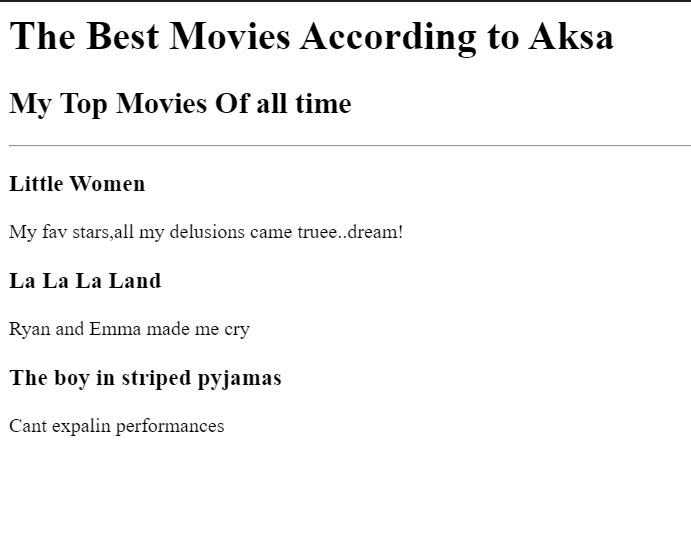 The Best Movies According to Aksa
My Top Movies Of all time
Little Women
My fav stars,all my delusions came truee..dream!
La La La Land
Ryan and Emma made me cry
The boy in striped pyjamas
Cant expalin performances